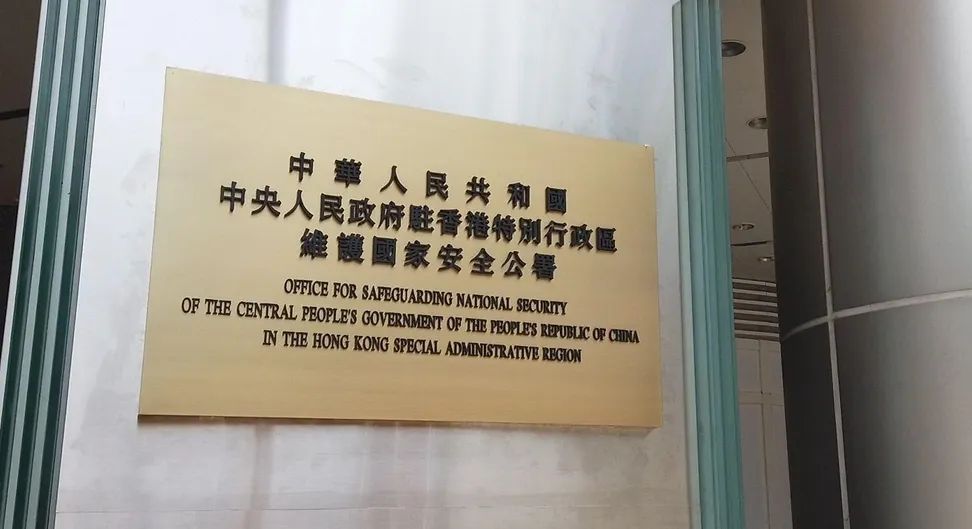 中華人民共和國
中央人民政府駐香港特別行政區
維護國家安全公署
OFFICE FOR SAFEGUARDING NATIONAL SECURITY
OF THE CENTRAL PEOPLE'S GOVERNMENT OF THE PEOPLE'S REPUBLIC OF CHINA
IN THE HONG KONG SPECIAL ADMINISTRATIVE REGION